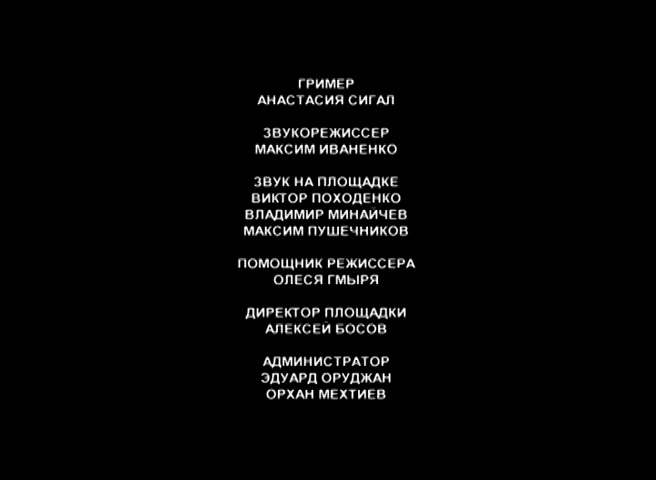 ГРИМЕР
АНАСТАСИЯ СИГАЛ
ЗВУКОРЕЖИССЕР
МАКСИМ ИВАНЕНКО
ЗВУК НА ПЛОЩАДКЕ
ВИКТОР ПОХОДЕНКО
ВЛАДИМИР МИНАЙЧЕВ
МАКСИМ ПУШЕЧНИКОВ
ПОМОЩНИК РЕЖИССЕРА
ОЛЕСЯ ГМЫРЯ
ДИРЕКТОР ПЛОЩАДКИ
АЛЕКСЕЙ БОСОВ
АДМИНИСТРАТОР
ЭДУАРД ОРУДЖАН
ОРХАН МЕХТИЕВ